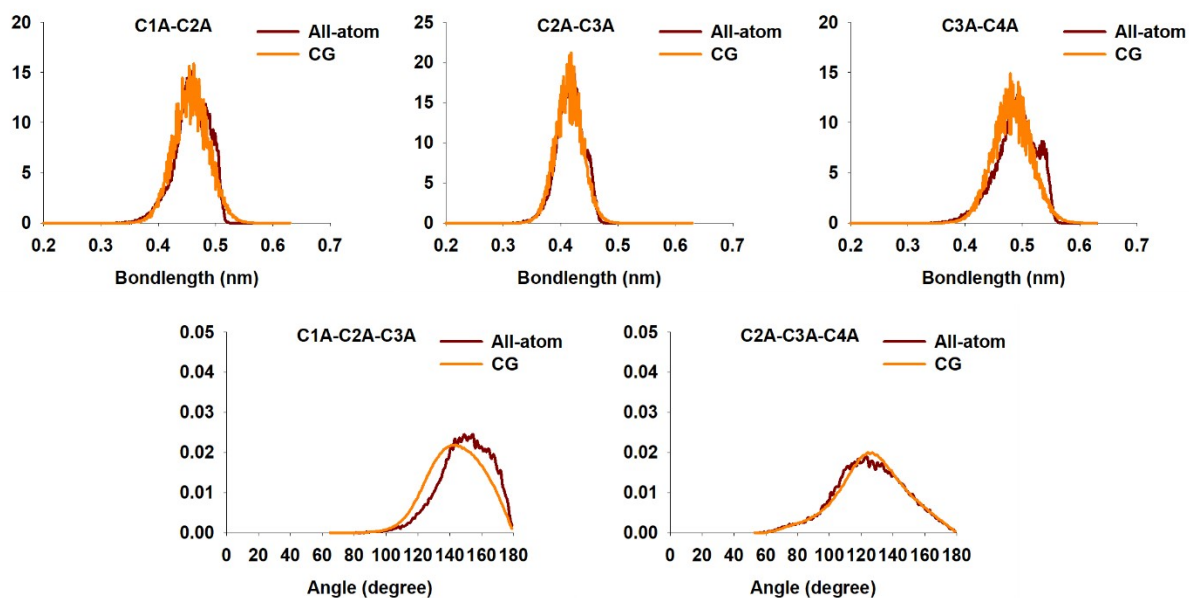 C1A-C2A
All-atom
CG
20
15
10
5
0
0.2 0.3 0.4 0.5 0.6 0.7
Bondlength (nm)
C2A-C3A
All-atom
CG
25
20
15
10
5
0
0.2 0.3 0.4 0.5 0.6 0.7
Bondlength (nm)
C3A-C4A
All-atom
CG
20
15
10
5
0
0.2 0.3 0.4 0.5 0.6 0.7
Bondlength (nm)
C1A-C2A-C3A
All-atom
CG
0.05
0.04
0.03
0.02
0.01
0.00
0 20 40 60 80 100 120 140 160 180
Angle (degree)
C2A-C3A-C4A
All-atom
CG
0.05
0.04
0.03
0.02
0.01
0.00
0 20 40 60 80 100 120 140 160 180
Angle (degree)